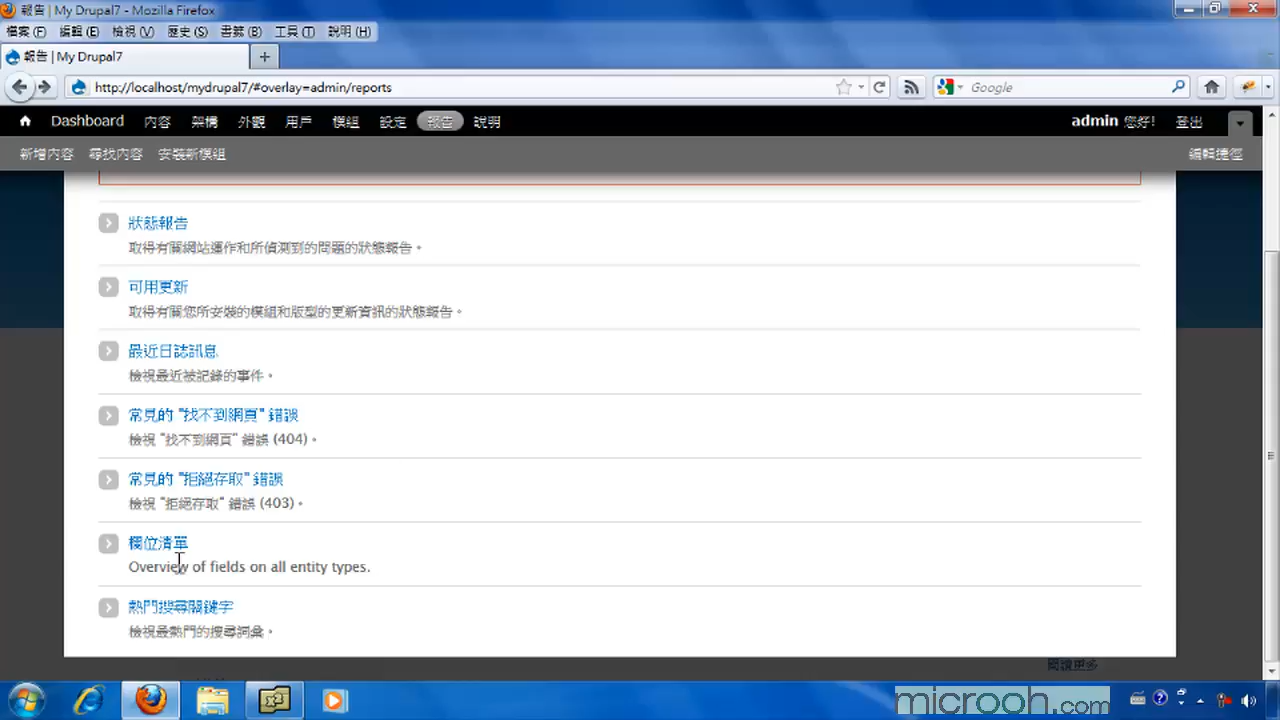 報告 | My Drupal7 - Mozilla Firefox
檔案(F) 編輯(E) 檢視(V) 歷史(S) 書籤(B) 工具(T) 說明(H)
報告 | My Drupal7
http://localhost/mydrupal7/#overlay=admin/reports
Google
Dashboard 內容 架構 外觀 用戶 模組 設定 報告 說明 admin 您好! 登出
新增內容 尋找內容 安裝新模組 編輯捷徑
狀態報告
取得有關網站運作和所偵測到的問題的狀態報告。
可用更新
取得有關您所安裝的模組和版型的更新資訊的狀態報告。
最近日誌訊息
檢視最近被記錄的事件。
常見的 "找不到網頁" 錯誤
檢視 "找不到網頁" 錯誤 (404)。
常見的 "拒絕存取" 錯誤
檢視 "拒絕存取" 錯誤 (403)。
欄位清單
Overview of fields on all entity types.
熱門搜尋關鍵字
檢視最熱門的搜尋詞彙。
閱讀更多
microoh.com